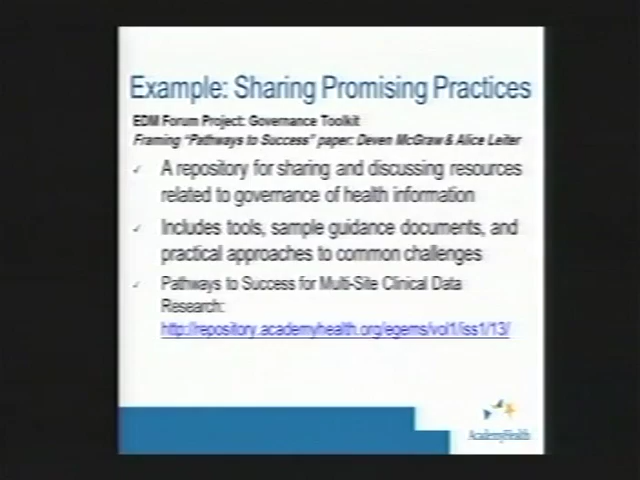 Example: Sharing Promising Practices
EDM Forum Project: Governance Toolkit
Framing "Pathways to Success" paper: Deven McGraw & Alice Leiter
✓ A repository for sharing and discussing resources
related to governance of health information
✓ Includes tools, sample guidance documents, and
practical approaches to common challenges
✓ Pathways to Success for Multi-Site Clinical Data
Research:
http://repository.academyhealth.org/egems/vol1/iss1/13/
AcademyHealth